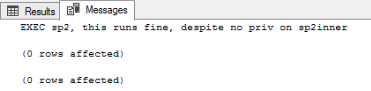 Results Messages
EXEC sp2, this runs fine, despite no priv on sp2inner
(0 rows affected)
(0 rows affected)